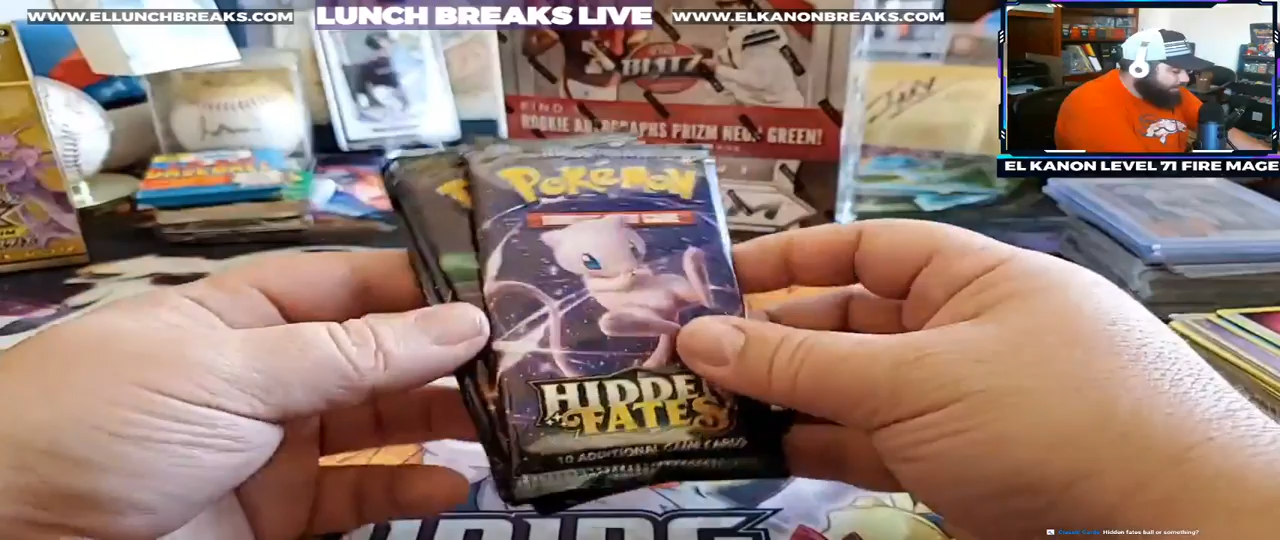 WWW.ELLUNCHBREAKS.COM
LUNCH BREAKS LIVE
WWW.ELKANONBREAKS.COM
BLITZ
FIND
ROOKIE AUTOGRAPHS PRIZM NEON GREEN!
EL KANON LEVEL 71 FIRE MAGE
BASEBALL
POKéMON
HIDDEN
FATES
10 ADDITIONAL GAME CARDS
Hidden fates ball or something?